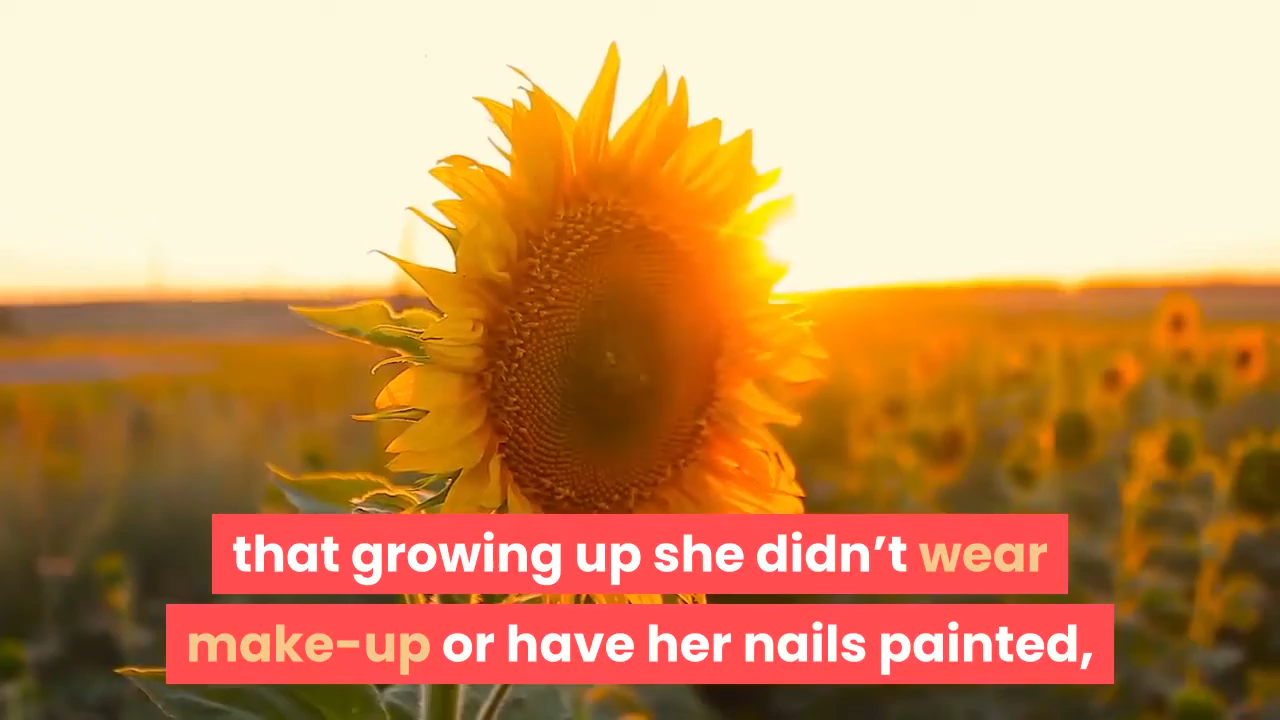 that growing up she didn’t wear
make-up or have her nails painted,